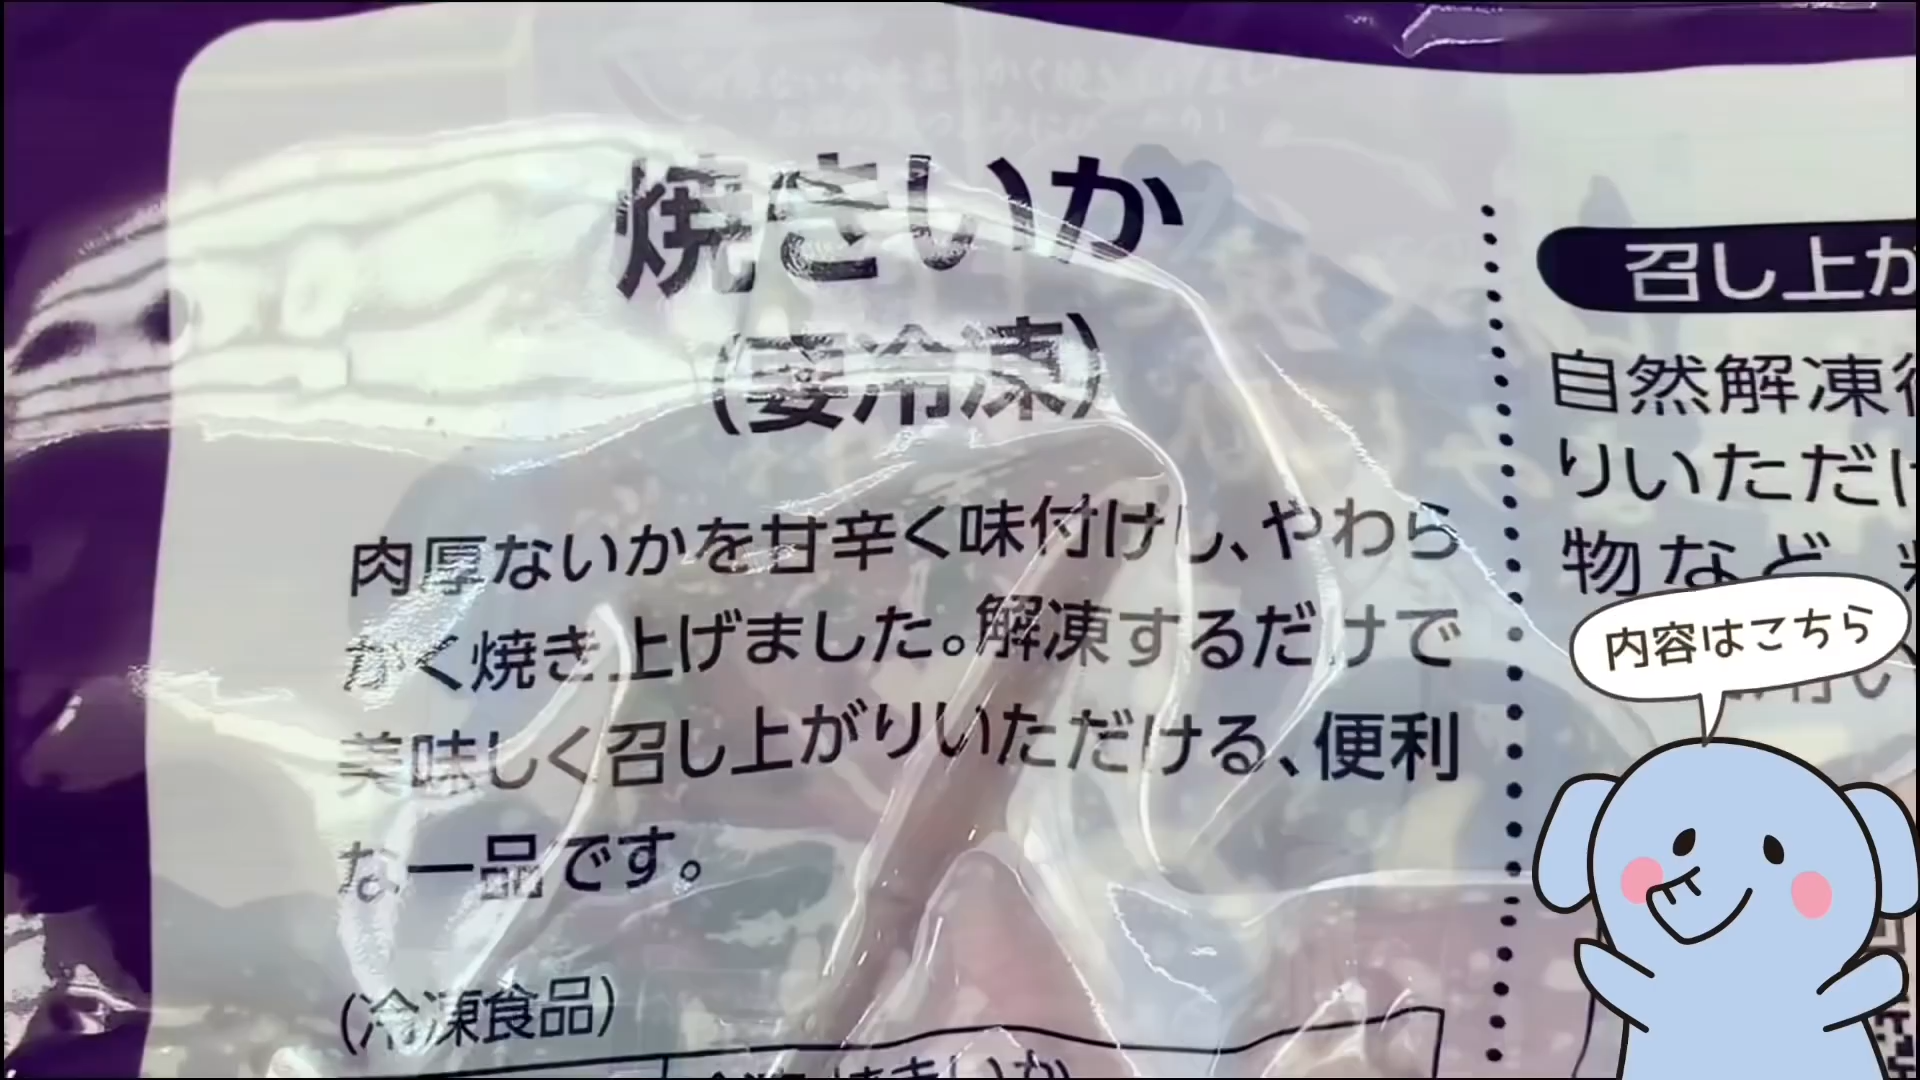 焼きいか
(要冷凍)
肉厚ないかを甘辛く味付けし、やわら
かく焼き上げました。解凍するだけで
美味しく召し上がりいただける、便利
な一品です。
(冷凍食品)
召し上が
自然解凍後
りいただけ
物など
内容はこちら